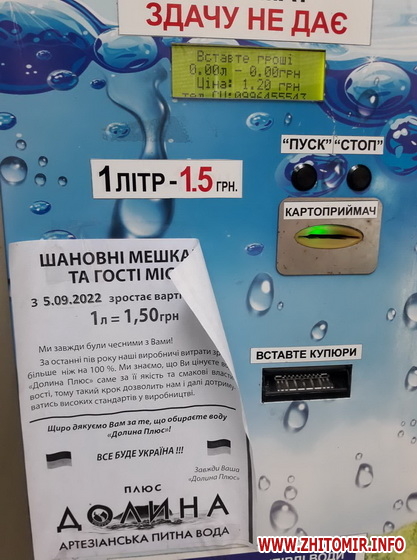 ЗДАЧУ НЕ ДАЄ
Вставте гроші
0.00л - 0.00грн
Ціна: 1.20 грн
"ПУСК" "СТОП"
1 ЛІТР - 1.5 ГРН.
КАРТОПРИЙМАЧ
ШАНОВНІ МЕШКА
ТА ГОСТІ МІС
З 5.09.2022 зростає варті
1л = 1,50грн
Ми завжди були чесними з Вами!
За останні пів року наші виробничі витрати
більше ніж на 100 %. Ми знаємо, що Ви цінуєте
«Долина Плюс» саме за її якість та смакові власт
тому такий крок дозволить нам і далі дотриму
ватись високих стандартів у виробництві.
Щиро дякуємо Вам за те, що обираєте воду
«Долина Плюс»!
ВСЕ БУДЕ УКРАЇНА !!!
Завжди Ваша
«Долина Плюс»
ПЛЮС
ДОЛИНА
АРТЕЗІАНСЬКА ПИТНА ВОДА
ВСТАВТЕ КУПЮРИ
ВОДИ
WWW.ZHITOMIR.INFO